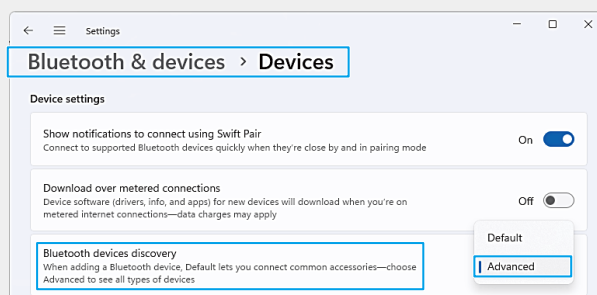 Settings
Bluetooth & devices › Devices
Device settings
Show notifications to connect using Swift Pair
Connect to supported Bluetooth devices quickly when they're close by and in pairing mode
On
Download over metered connections
Device software (drivers, info, and apps) for new devices will download when you're on
metered internet connections—data charges may apply
Off
Bluetooth devices discovery
When adding a Bluetooth device, Default lets you connect common accessories—choose
Advanced to see all types of devices
Default
Advanced